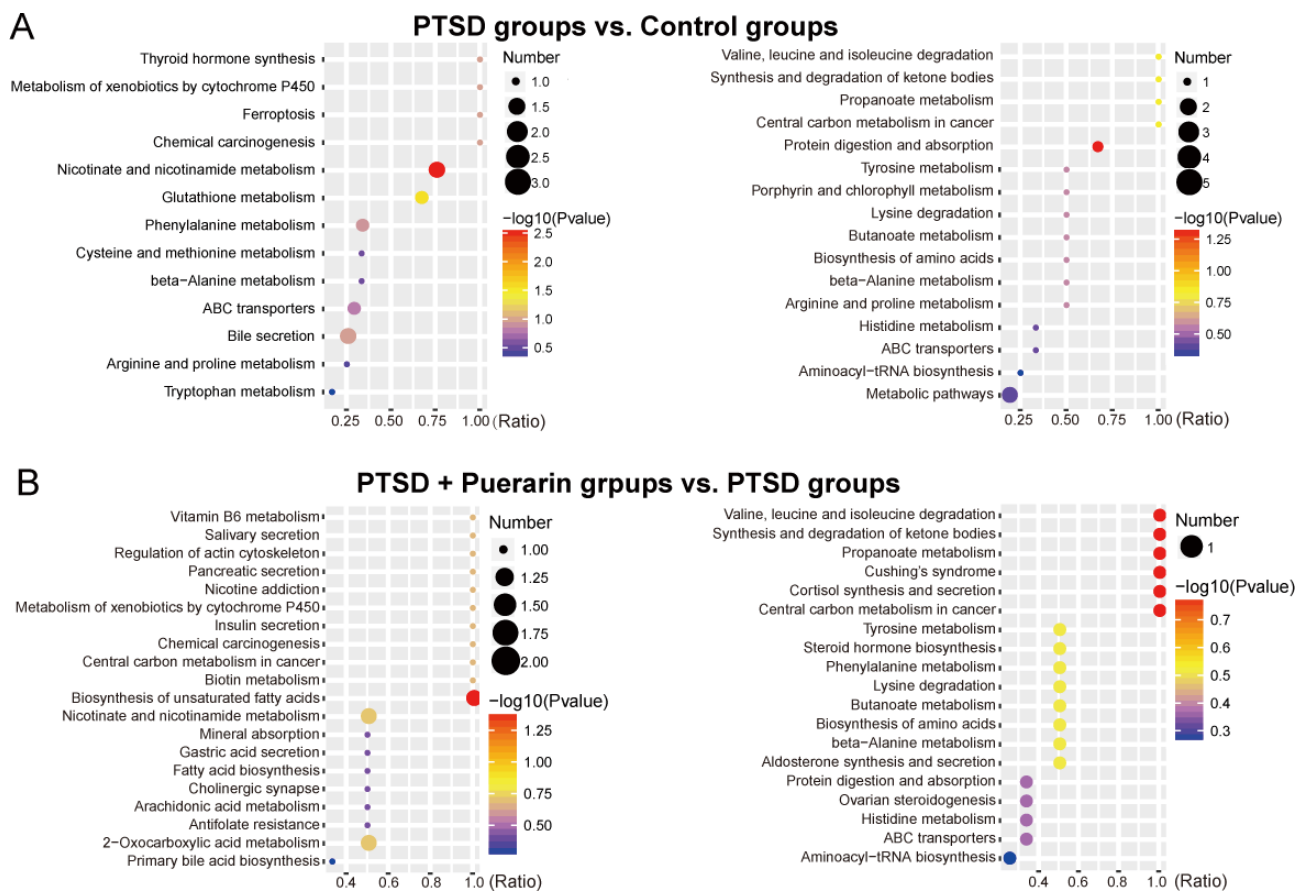 A
PTSD groups vs. Control groups
Thyroid hormone synthesis
Metabolism of xenobiotics by cytochrome P450
Ferroptosis
Chemical carcinogenesis
Nicotinate and nicotinamide metabolism
Glutathione metabolism
Phenylalanine metabolism
Cysteine and methionine metabolism
beta−Alanine metabolism
ABC transporters
Bile secretion
Arginine and proline metabolism
Tryptophan metabolism
0.25 0.50 0.75 1.00 (Ratio)
Number
1.0
1.5
2.0
2.5
3.0
−log10(Pvalue)
2.5
2.0
1.5
1.0
0.5
Valine, leucine and isoleucine degradation
Synthesis and degradation of ketone bodies
Propanoate metabolism
Central carbon metabolism in cancer
Protein digestion and absorption
Tyrosine metabolism
Porphyrin and chlorophyll metabolism
Lysine degradation
Butanoate metabolism
Biosynthesis of amino acids
beta−Alanine metabolism
Arginine and proline metabolism
Histidine metabolism
ABC transporters
Aminoacyl−tRNA biosynthesis
Metabolic pathways
0.25 0.50 0.75 1.00 (Ratio)
Number
1
2
3
4
5
−log10(Pvalue)
1.25
1.00
0.75
0.50
B
PTSD + Puerarin grpups vs. PTSD groups
Vitamin B6 metabolism
Salivary secretion
Regulation of actin cytoskeleton
Pancreatic secretion
Nicotine addiction
Metabolism of xenobiotics by cytochrome P450
Insulin secretion
Chemical carcinogenesis
Central carbon metabolism in cancer
Biotin metabolism
Biosynthesis of unsaturated fatty acids
Nicotinate and nicotinamide metabolism
Mineral absorption
Gastric acid secretion
Fatty acid biosynthesis
Cholinergic synapse
Arachidonic acid metabolism
Antifolate resistance
2−Oxocarboxylic acid metabolism
Primary bile acid biosynthesis
0.4 0.6 0.8 1.0 (Ratio)
Number
1.00
1.25
1.50
1.75
2.00
−log10(Pvalue)
1.25
1.00
0.75
0.50
Valine, leucine and isoleucine degradation
Synthesis and degradation of ketone bodies
Propanoate metabolism
Cushing's syndrome
Cortisol synthesis and secretion
Central carbon metabolism in cancer
Tyrosine metabolism
Steroid hormone biosynthesis
Phenylalanine metabolism
Lysine degradation
Butanoate metabolism
Biosynthesis of amino acids
beta−Alanine metabolism
Aldosterone synthesis and secretion
Protein digestion and absorption
Ovarian steroidogenesis
Histidine metabolism
ABC transporters
Aminoacyl−tRNA biosynthesis
0.4 0.6 0.8 1.0 (Ratio)
Number
1
−log10(Pvalue)
0.7
0.6
0.5
0.4
0.3